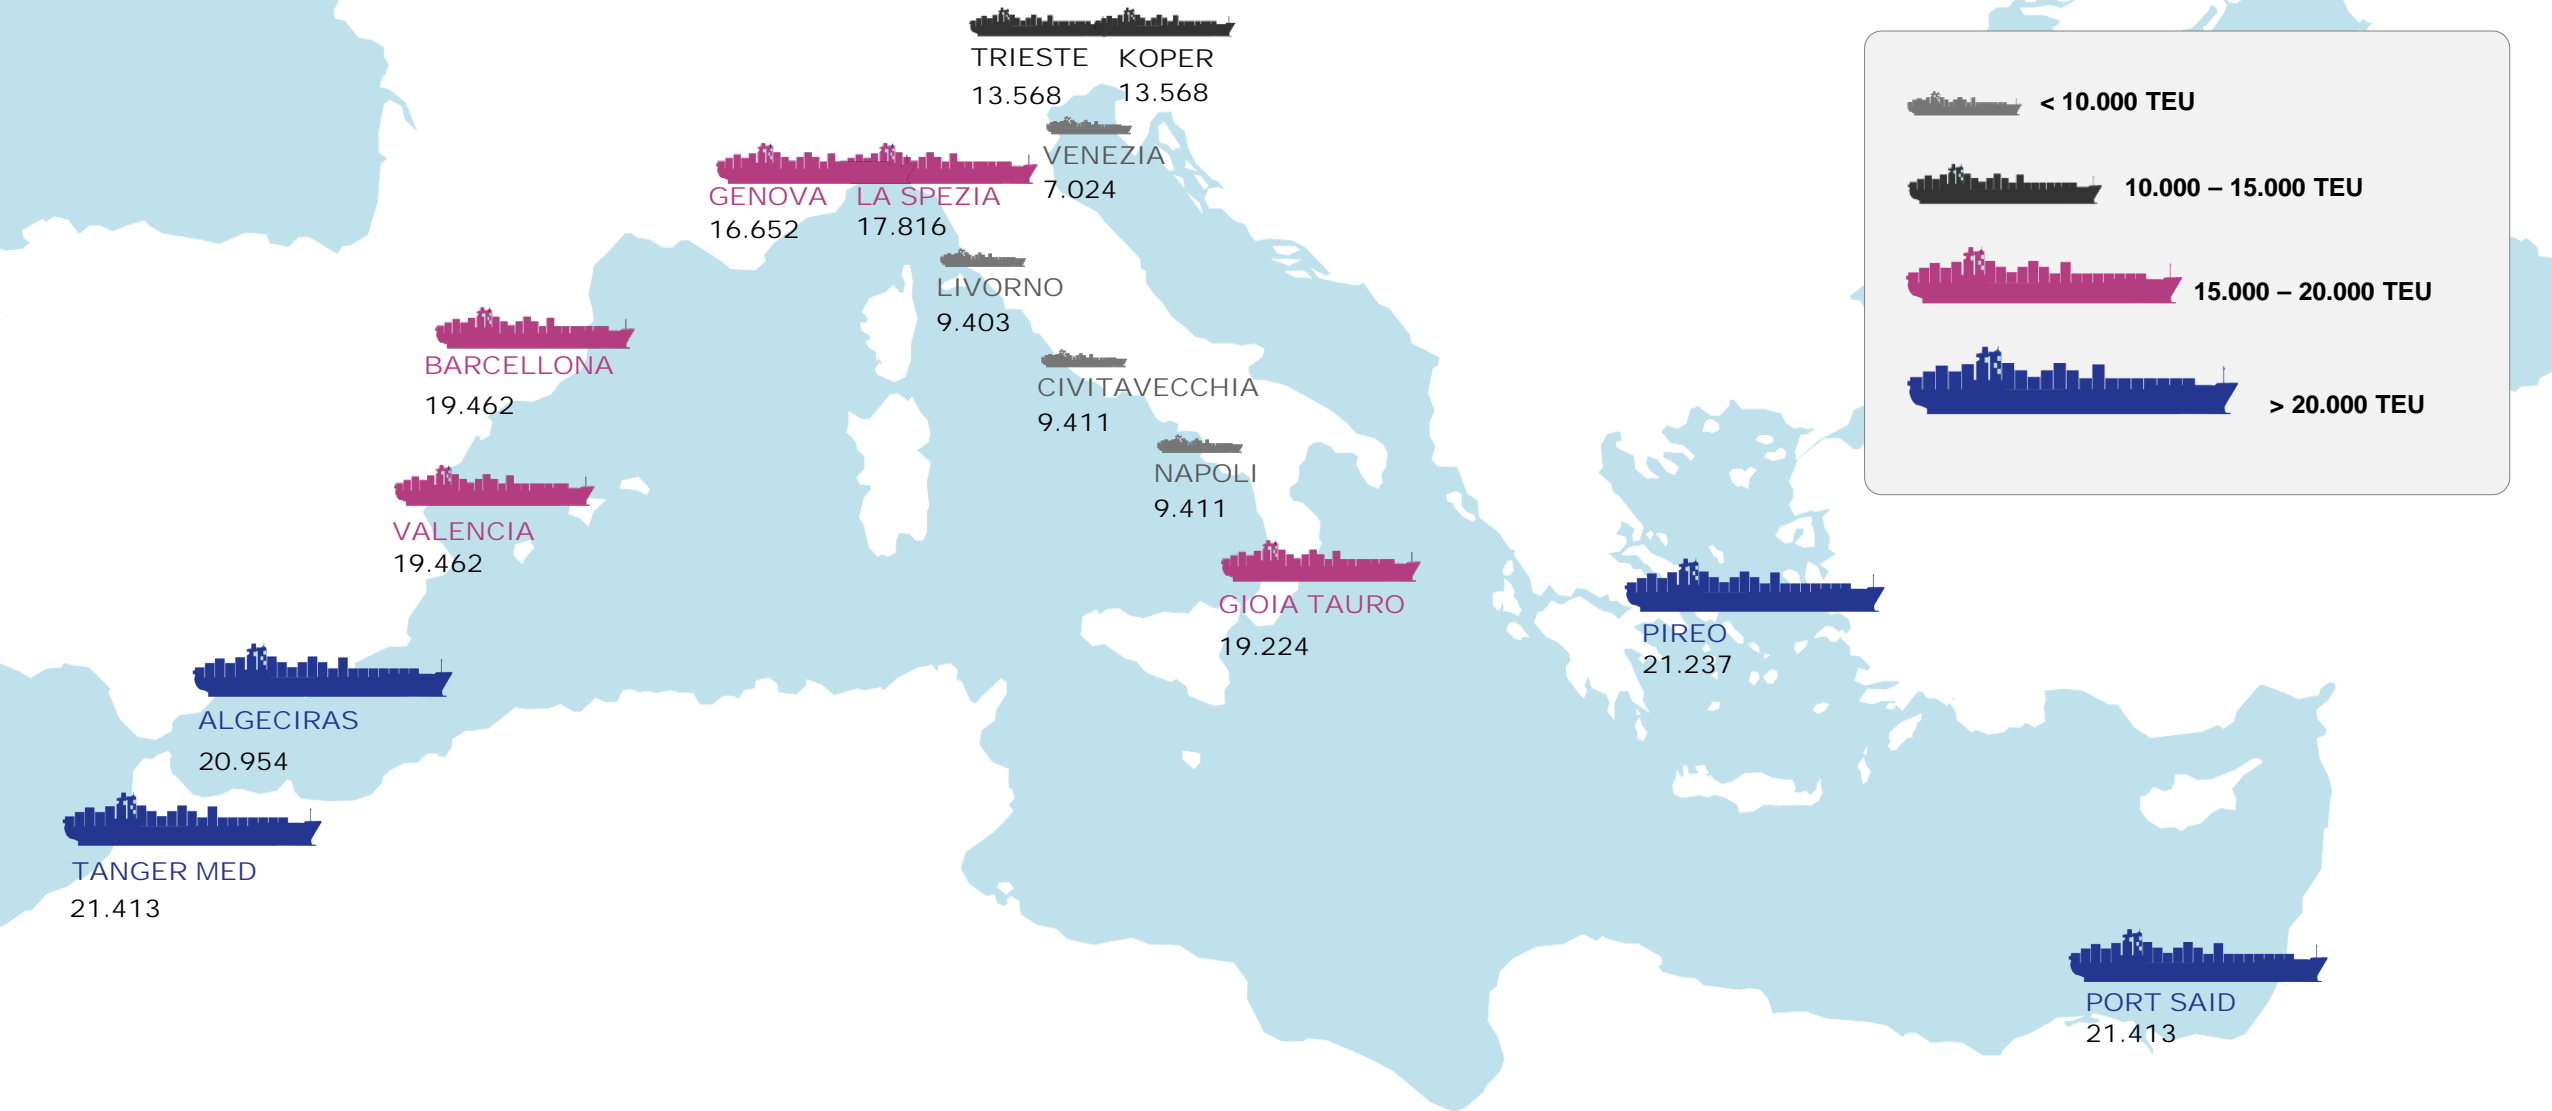 TRIESTE
13.568
KOPER
13.568
VENEZIA
7.024
GENOVA
16.652
LA SPEZIA
17.816
LIVORNO
9.403
BARCELLONA
19.462
CIVITAVECCHIA
9.411
NAPOLI
9.411
VALENCIA
19.462
GIOIA TAURO
19.224
PIREO
21.237
ALGECIRAS
20.954
TANGER MED
21.413
PORT SAID
21.413
< 10.000 TEU
10.000 – 15.000 TEU
15.000 – 20.000 TEU
> 20.000 TEU